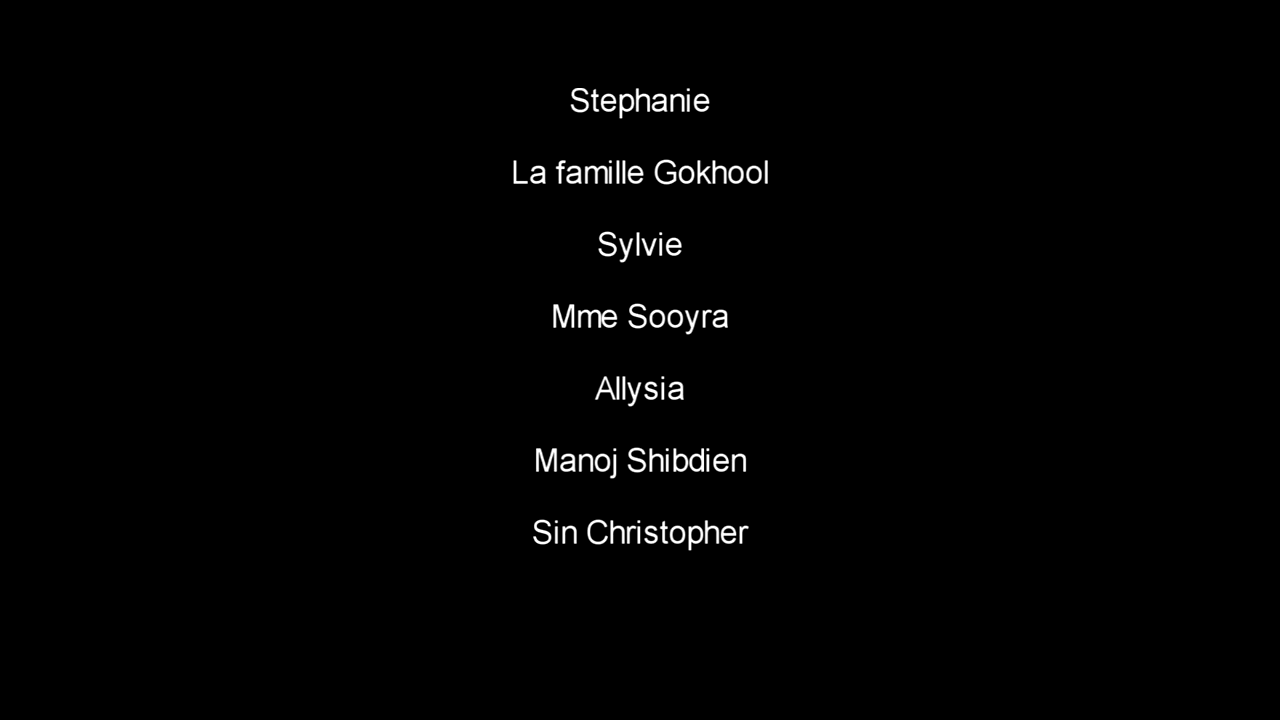 Stephanie
La famille Gokhool
Sylvie
Mme Sooyra
Allysia
Manoj Shibdien
Sin Christopher